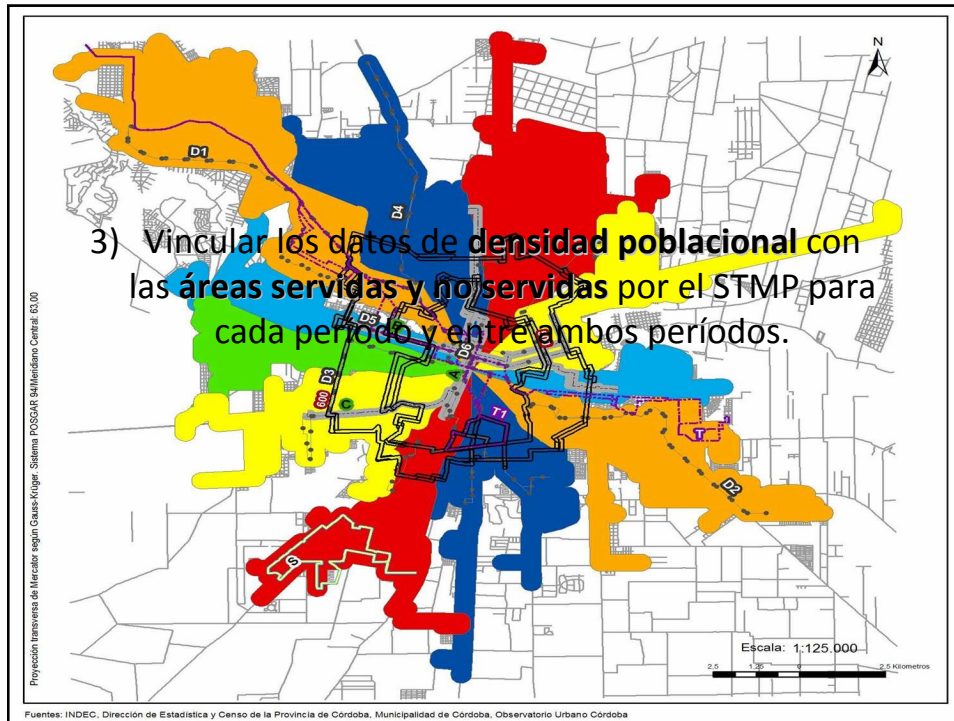 N
D1
D4
3) Vincular los datos de densidad poblacional con
las áreas servidas y no servidas por el STMP para
cada período y entre ambos períodos.
D5
D6
D3
A
600
C
T1
T
D2
S
Proyección transversa de Mercator según Gauss-Krüger. Sistema POSGAR 94/Meridiano Central: 63,00
Escala: 1:125.000
2.5 1.25 0 2.5 Kilometros
Fuentes: INDEC, Dirección de Estadística y Censo de la Provincia de Córdoba, Municipalidad de Córdoba, Observatorio Urbano Córdoba